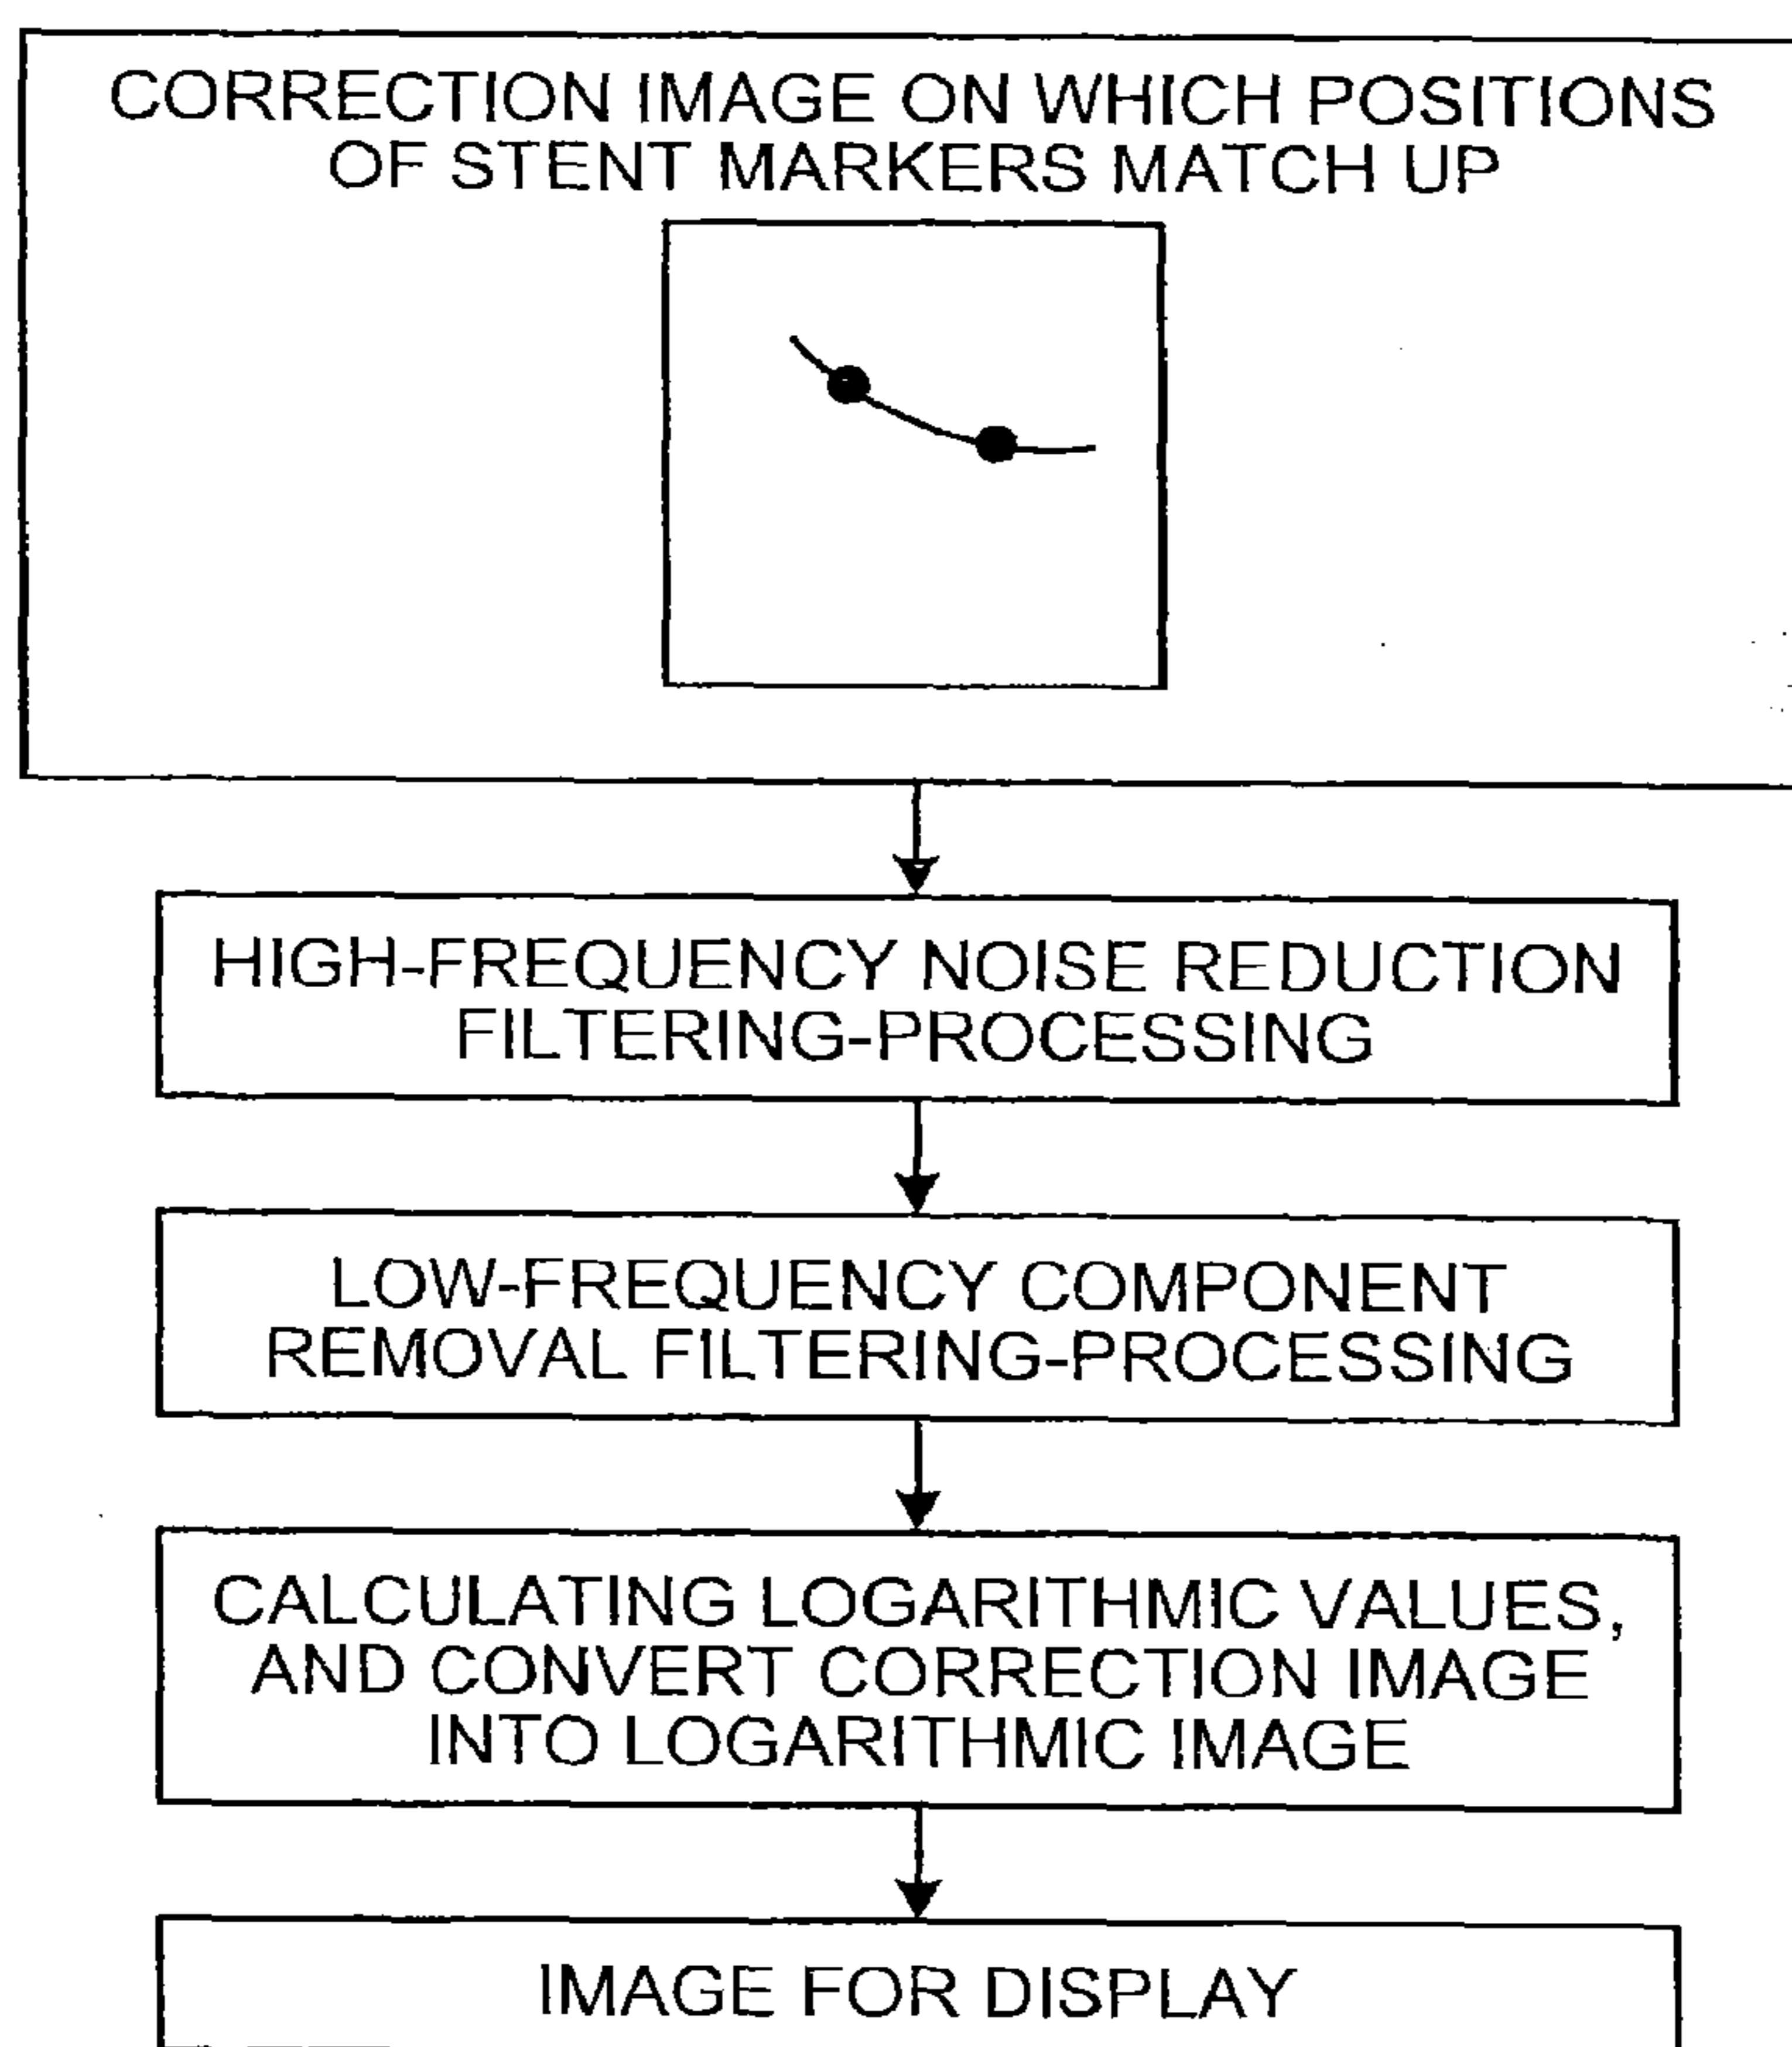 CORRECTION IMAGE ON WHICH POSITIONS
OF STENT MARKERS MATCH UP
HIGH-FREQUENCY NOISE REDUCTION
FILTERING-PROCESSING
LOW-FREQUENCY COMPONENT
REMOVAL FILTERING-PROCESSING
CALCULATING LOGARITHMIC VALUES,
AND CONVERT CORRECTION IMAGE
INTO LOGARITHMIC IMAGE
IMAGE FOR DISPLAY